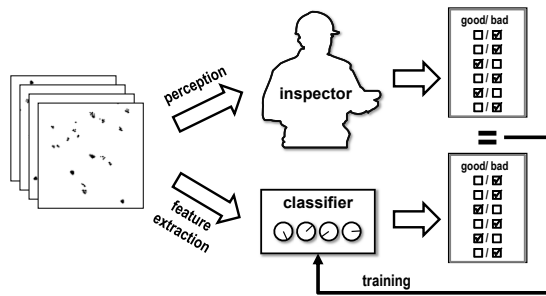 good/ bad
perception
inspector
=
good/ bad
feature
extraction
classifier
training